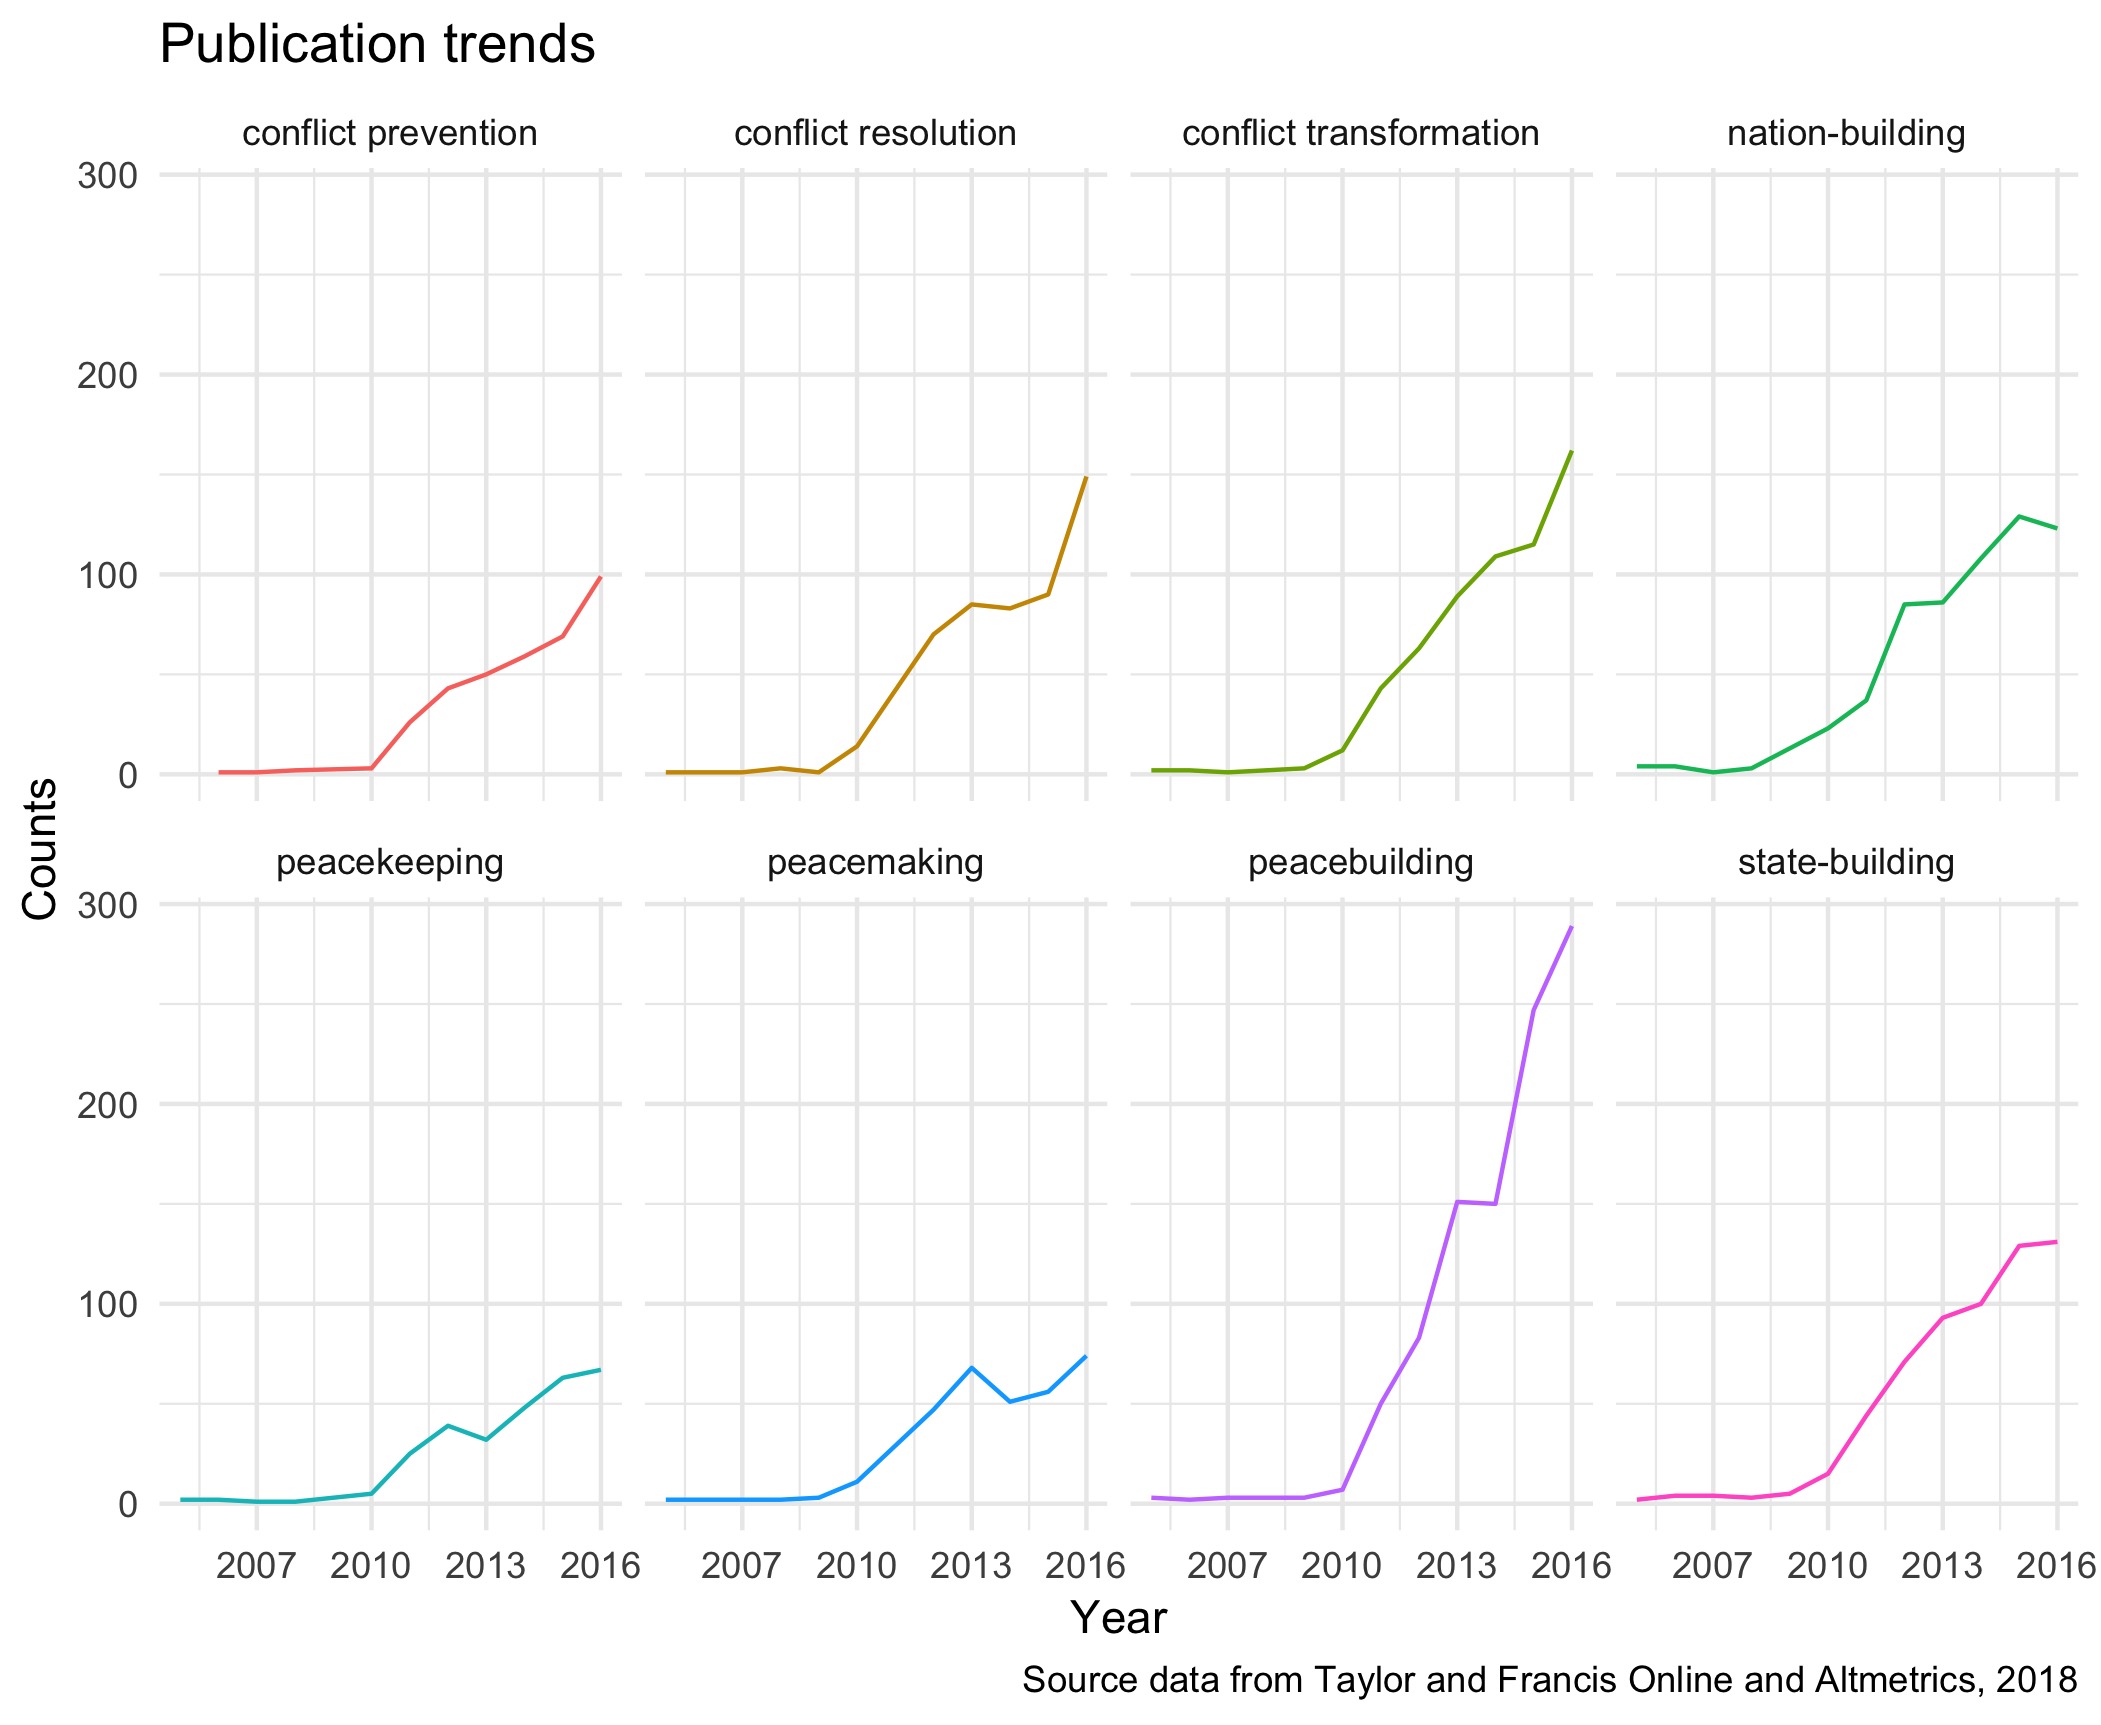 Publication trends
conflict prevention conflict resolution conflict transformation nation-building
300
200
100
0
Counts
peacekeeping peacemaking peacebuilding state-building
300
200
100
0
2007 2010 2013 2016 2007 2010 2013 2016 2007 2010 2013 2016 2007 2010 2013 2016
Year
Source data from Taylor and Francis Online and Altmetrics, 2018